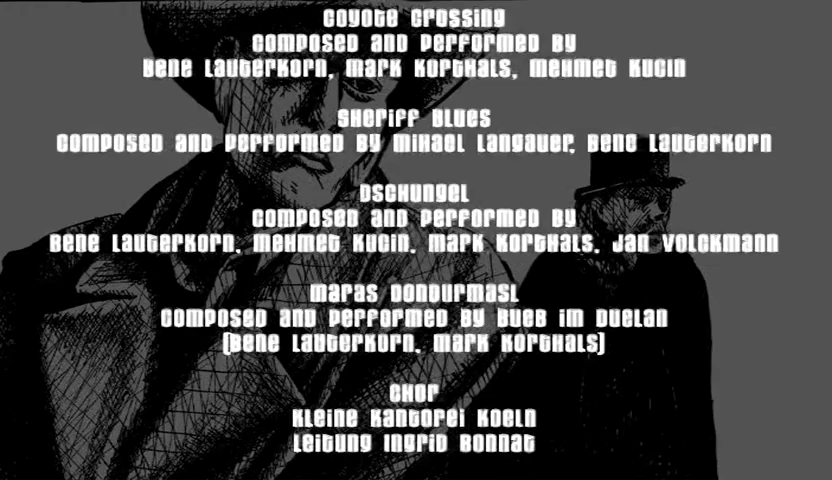 Coyote Crossing
composed and performed by
Bene Lauterkorn, Mark Korthals, Mehmet Kucin
Sheriff Blues
composed and performed by Mihael Langauer, Bene Lauterkorn
Dschungel
composed and performed by
Bene Lauterkorn, Mehmet Kucin, Mark Korthals, Jan Volckmann
Maras Dondurmasi
composed and performed by Bueb im Duelan
(Bene Lauterkorn, Mark Korthals)
Chor
Kleine Kantorei Koeln
Leitung Ingrid Bonnat